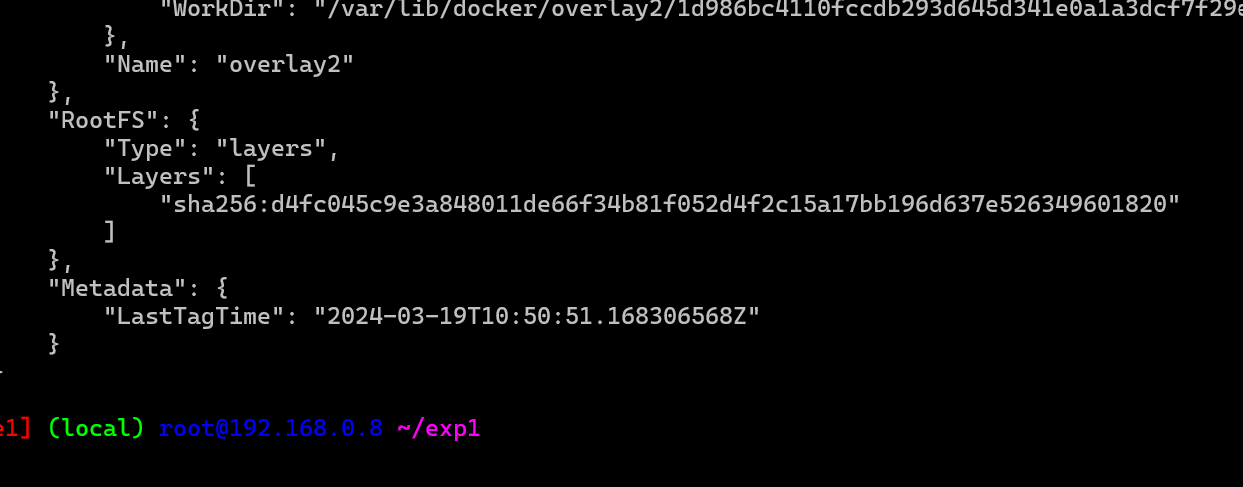 "WorkDir": "/var/lib/docker/overlay2/1d986bc4110fccdb293d645d341e0a1a3dcf7f29e
},
"Name": "overlay2"
},
"RootFS": {
"Type": "layers",
"Layers": [
"sha256:d4fc045c9e3a848011de66f34b81f052d4f2c15a17bb196d637e526349601820"
]
},
"Metadata": {
"LastTagTime": "2024-03-19T10:50:51.168306568Z"
}
e1] (local) root@192.168.0.8 ~/exp1